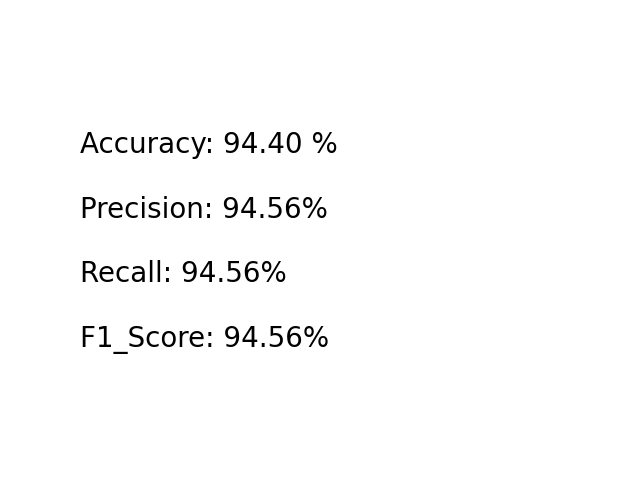 Accuracy: 94.40 %
Precision: 94.56%
Recall: 94.56%
F1_Score: 94.56%